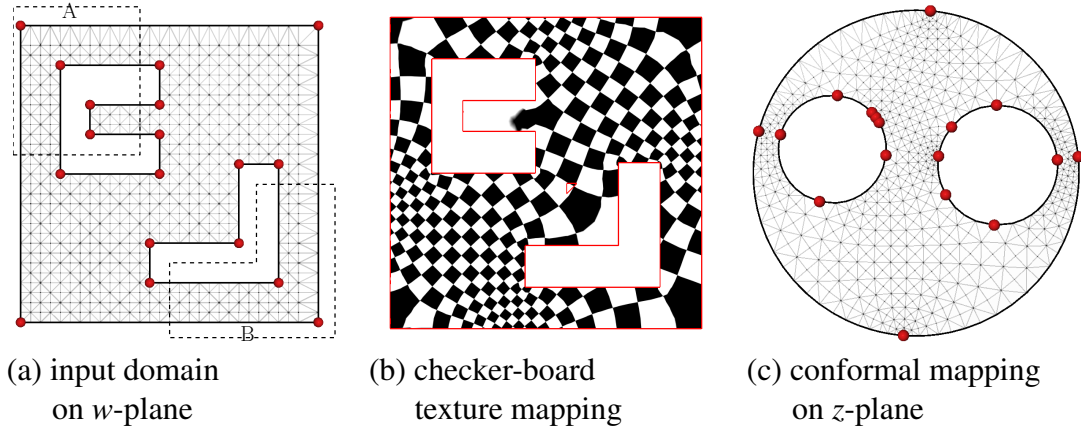 A
B
(a) input domain
on w-plane
(b) checker-board
texture mapping
(c) conformal mapping
on z-plane